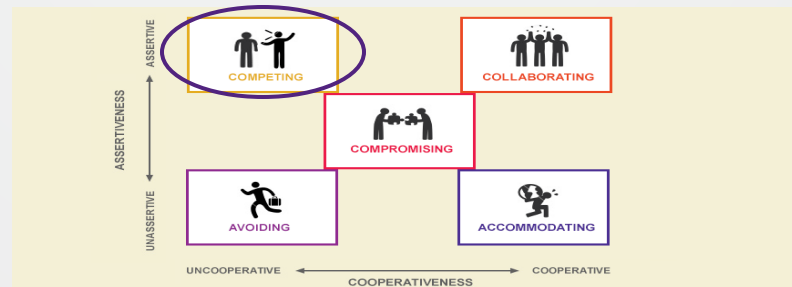 ASSERTIVE
COMPETING
COLLABORATING
ASSERTIVENESS
COMPROMISING
UNASSERTIVE
AVOIDING
ACCOMMODATING
UNCOOPERATIVE
COOPERATIVE
COOPERATIVENESS